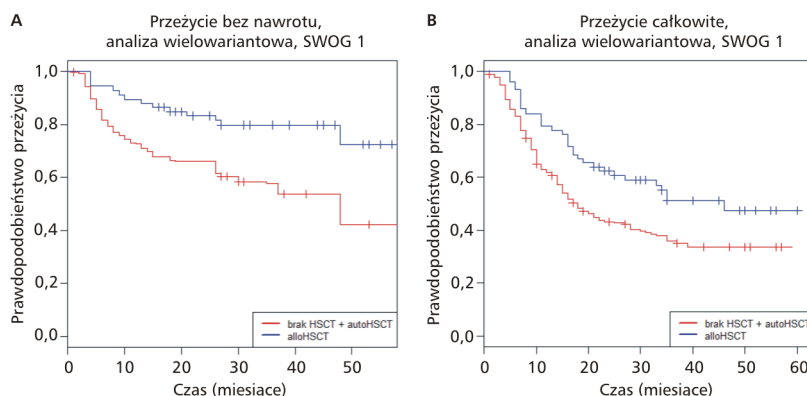 A
Przeżycie bez nawrotu,
analiza wielowariantowa, SWOG 1
Prawdopodobieństwo przeżycia
1,0
0,8
0,6
0,4
0,2
0,0
brak HSCT + autoHSCT
alloHSCT
0 10 20 30 40 50
Czas (miesiące)
B
Przeżycie całkowite,
analiza wielowariantowa, SWOG 1
Prawdopodobieństwo przeżycia
1,0
0,8
0,6
0,4
0,2
0,0
brak HSCT + autoHSCT
alloHSCT
0 10 20 30 40 50 60
Czas (miesiące)